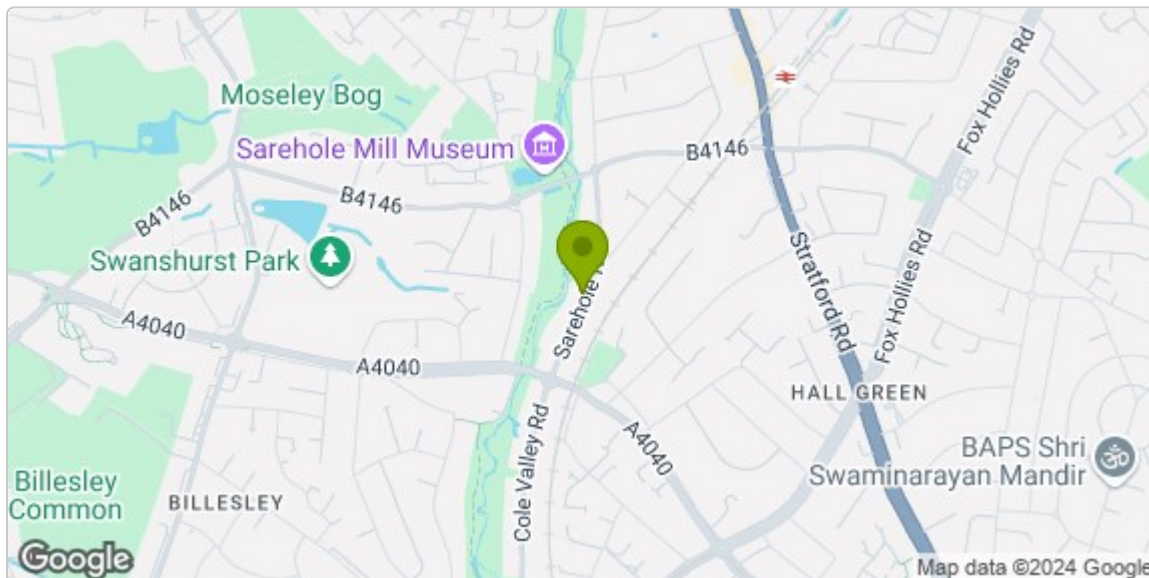 Moseley Bog
Sarehole Mill Museum
B4146
B4146
B4146
Fox Hollies Rd
Swanshurst Park
Stratford Rd
Fox Hollies Rd
Sarehole
A4040
A4040
HALL GREEN
A4040
Cole Valley Rd
BAPS Shri
Swaminarayan Mandir
Billesley
Common
BILLESLEY
Google
Map data ©2024 Google